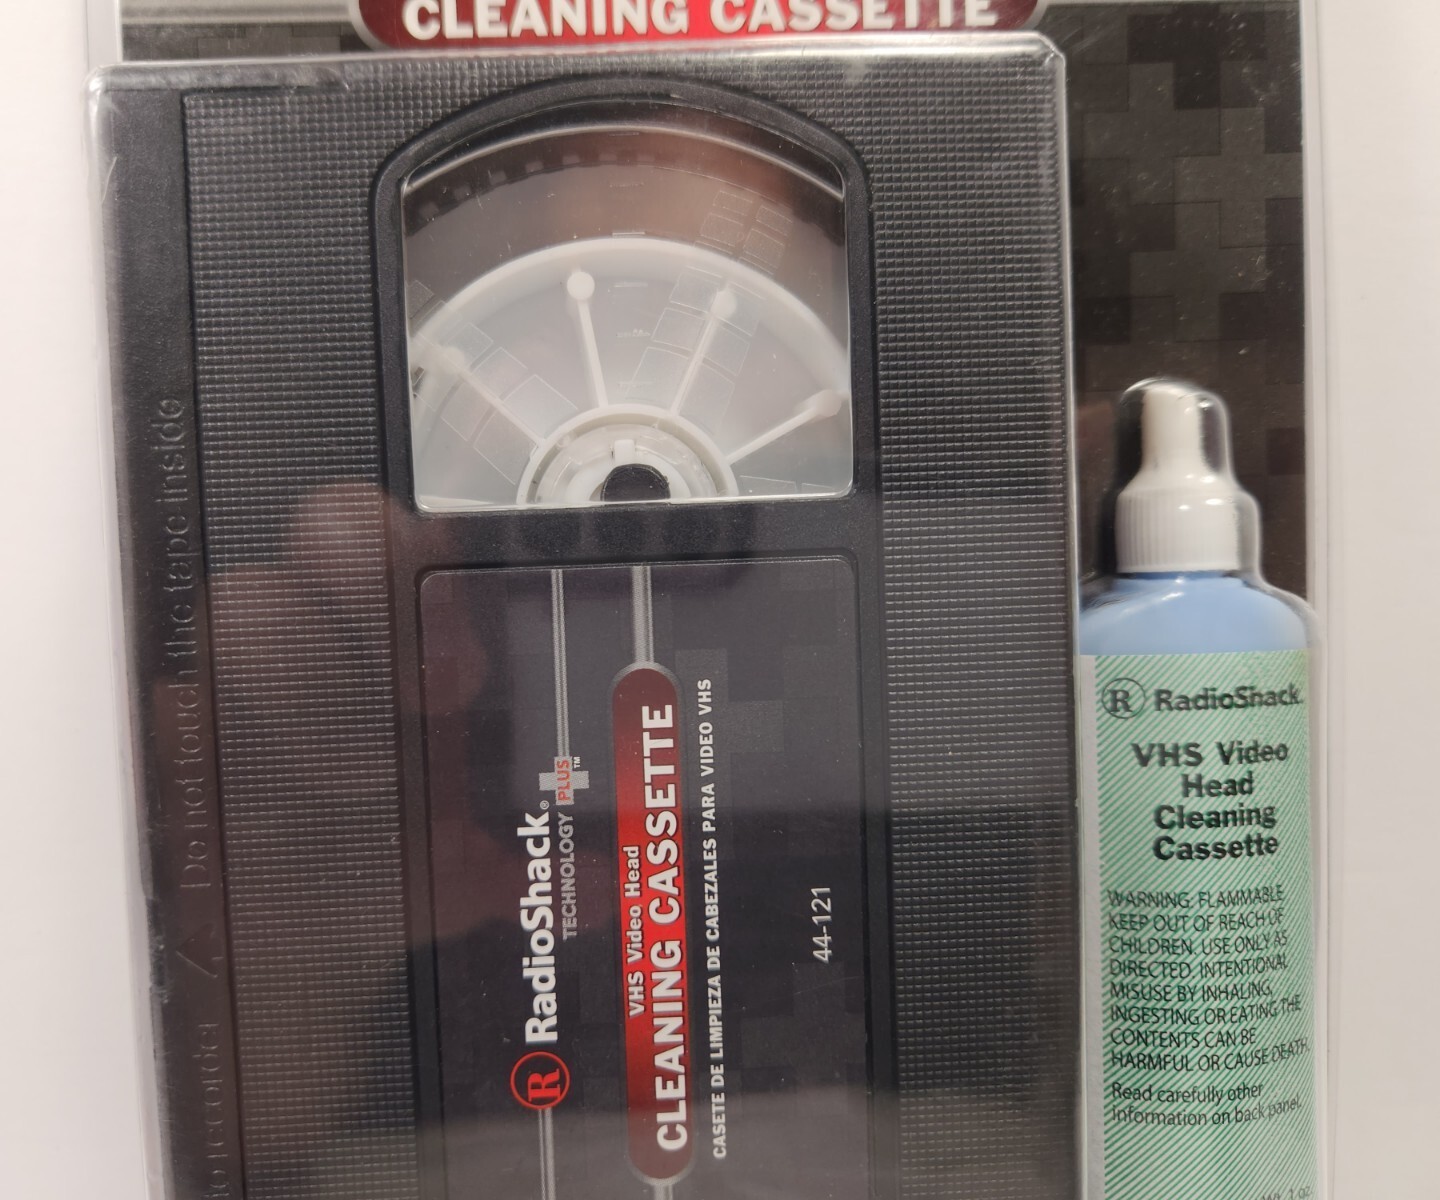 CLEANING CASSETTE
Do not touch the tape inside
RadioShack®
TECHNOLOGY PLUS™
VHS Video Head
CLEANING CASSETTE
CASETE DE LIMPIEZA DE CABEZALES PARA VIDEO VHS
44-121
R RadioShack.
VHS Video
Head
Cleaning
Cassette
WARNING. FLAMMABLE.
KEEP OUT OF REACH OF
CHILDREN. USE ONLY AS
DIRECTED. INTENTIONAL
MISUSE BY INHALING,
INGESTING OR EATING THE
CONTENTS CAN BE
HARMFUL OR CAUSE DEATH.
Read carefully other
information on back panel.